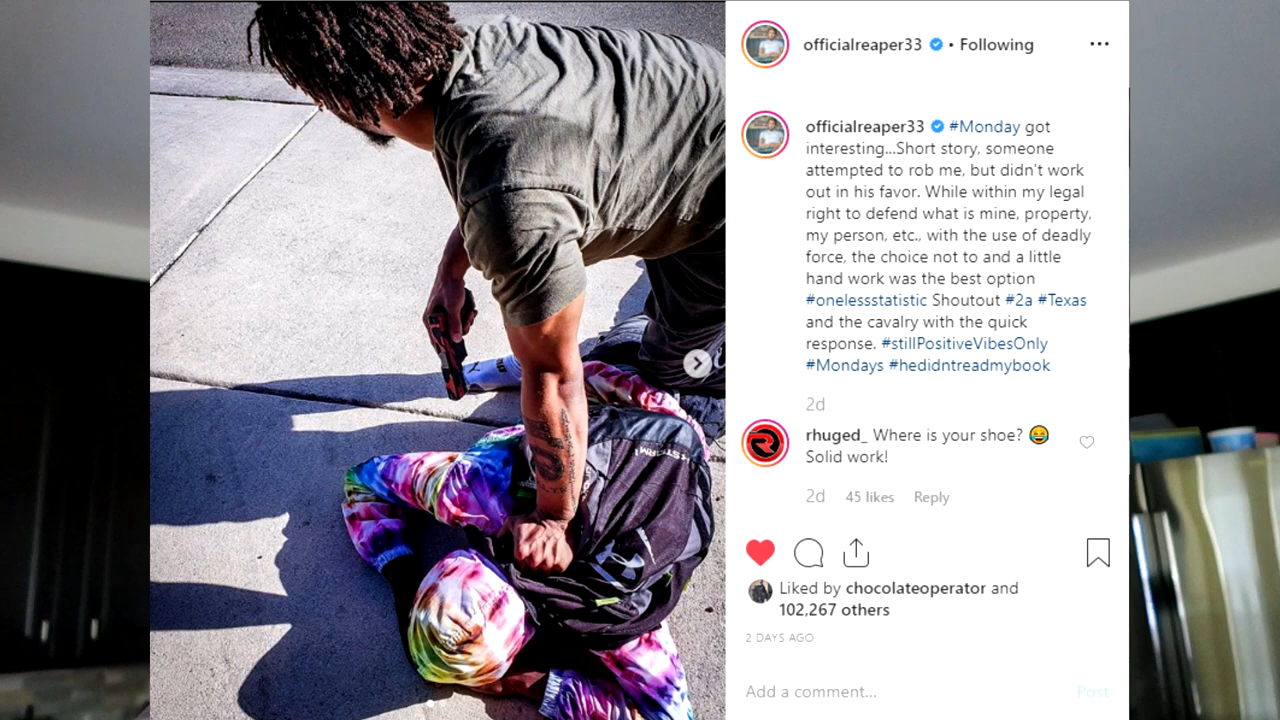 officialreaper33 • Following
officialreaper33 #Monday got
interesting...Short story, someone
attempted to rob me, but didn't work
out in his favor. While within my legal
right to defend what is mine, property,
my person, etc., with the use of deadly
force, the choice not to and a little
hand work was the best option
#onelessstatistic Shoutout #2a #Texas
and the cavalry with the quick
response. #stillPositiveVibesOnly
#Mondays #hedidntreadmybook
2d
rhuged_ Where is your shoe? 😂
Solid work!
2d 45 likes Reply
Liked by chocolateoperator and
102,267 others
2 DAYS AGO
Add a comment... Post